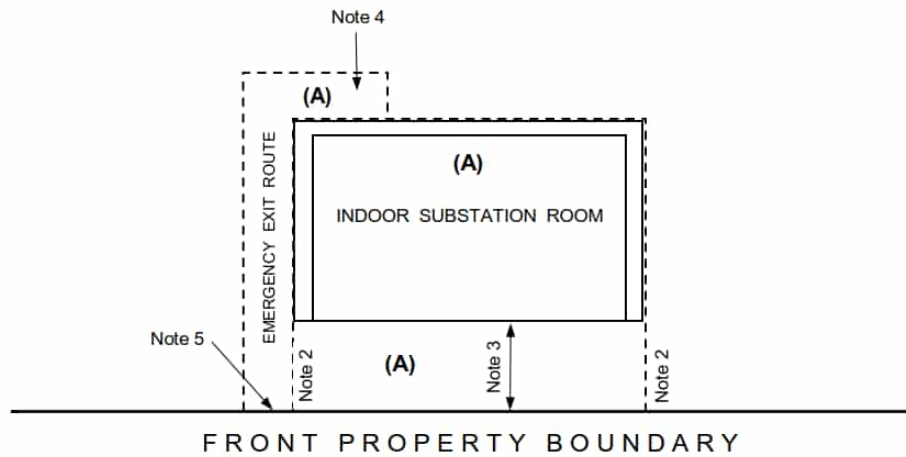 Note 4
(A)
EMERGENCY EXIT ROUTE
(A)
INDOOR SUBSTATION ROOM
Note 5
Note 2
(A)
Note 3
Note 2
FRONT PROPERTY BOUNDARY